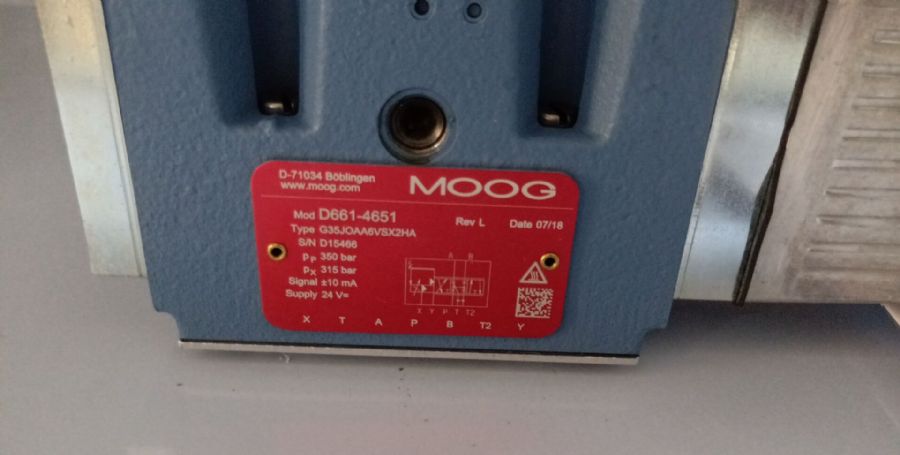 D-71034 Böblingen
www.moog.com
MOOG
Mod D661-4651 Rev L Date 07/18
Type G35JOAA6VSX2HA
S/N D15466
pP 350 bar
pX 315 bar
Signal ±10 mA
Supply 24 V=
A B
X Y P T T2
X T A P B T2 Y